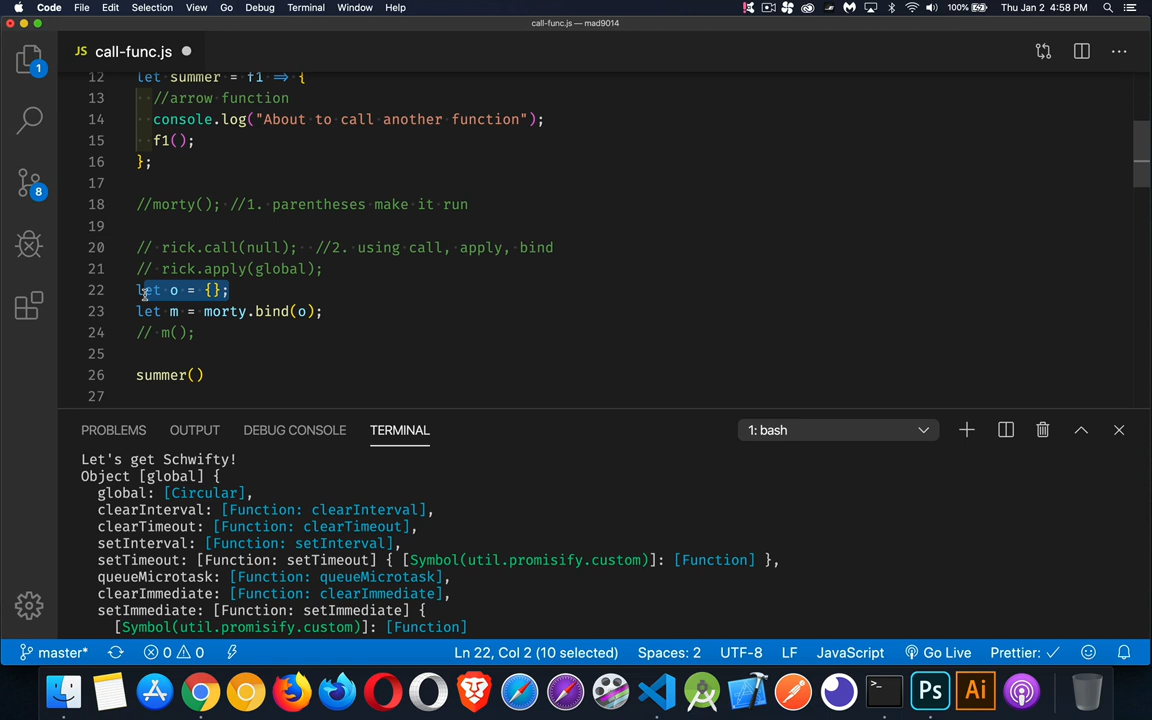 Code File Edit Selection View Go Debug Terminal Window Help 100% Thu Jan 2 4:58 PM
call-func.js — mad9014
JS call-func.js
1
8
12 let summer = f1 => {
13 //arrow function
14 console.log("About to call another function");
15 f1();
16 };
17
18 //morty(); //1. parentheses make it run
19
20 // rick.call(null); //2. using call, apply, bind
21 // rick.apply(global);
22 let o = {};
23 let m = morty.bind(o);
24 // m();
25
26 summer()
27
PROBLEMS OUTPUT DEBUG CONSOLE TERMINAL 1: bash
Let's get Schwifty!
Object [global] {
global: [Circular],
clearInterval: [Function: clearInterval],
clearTimeout: [Function: clearTimeout],
setInterval: [Function: setInterval],
setTimeout: [Function: setTimeout] { [Symbol(util.promisify.custom)]: [Function] },
queueMicrotask: [Function: queueMicrotask],
clearImmediate: [Function: clearImmediate],
setImmediate: [Function: setImmediate] {
[Symbol(util.promisify.custom)]: [Function]
master* 0 0 Ln 22, Col 2 (10 selected) Spaces: 2 UTF-8 LF JavaScript Go Live Prettier: ✓
Ps Ai